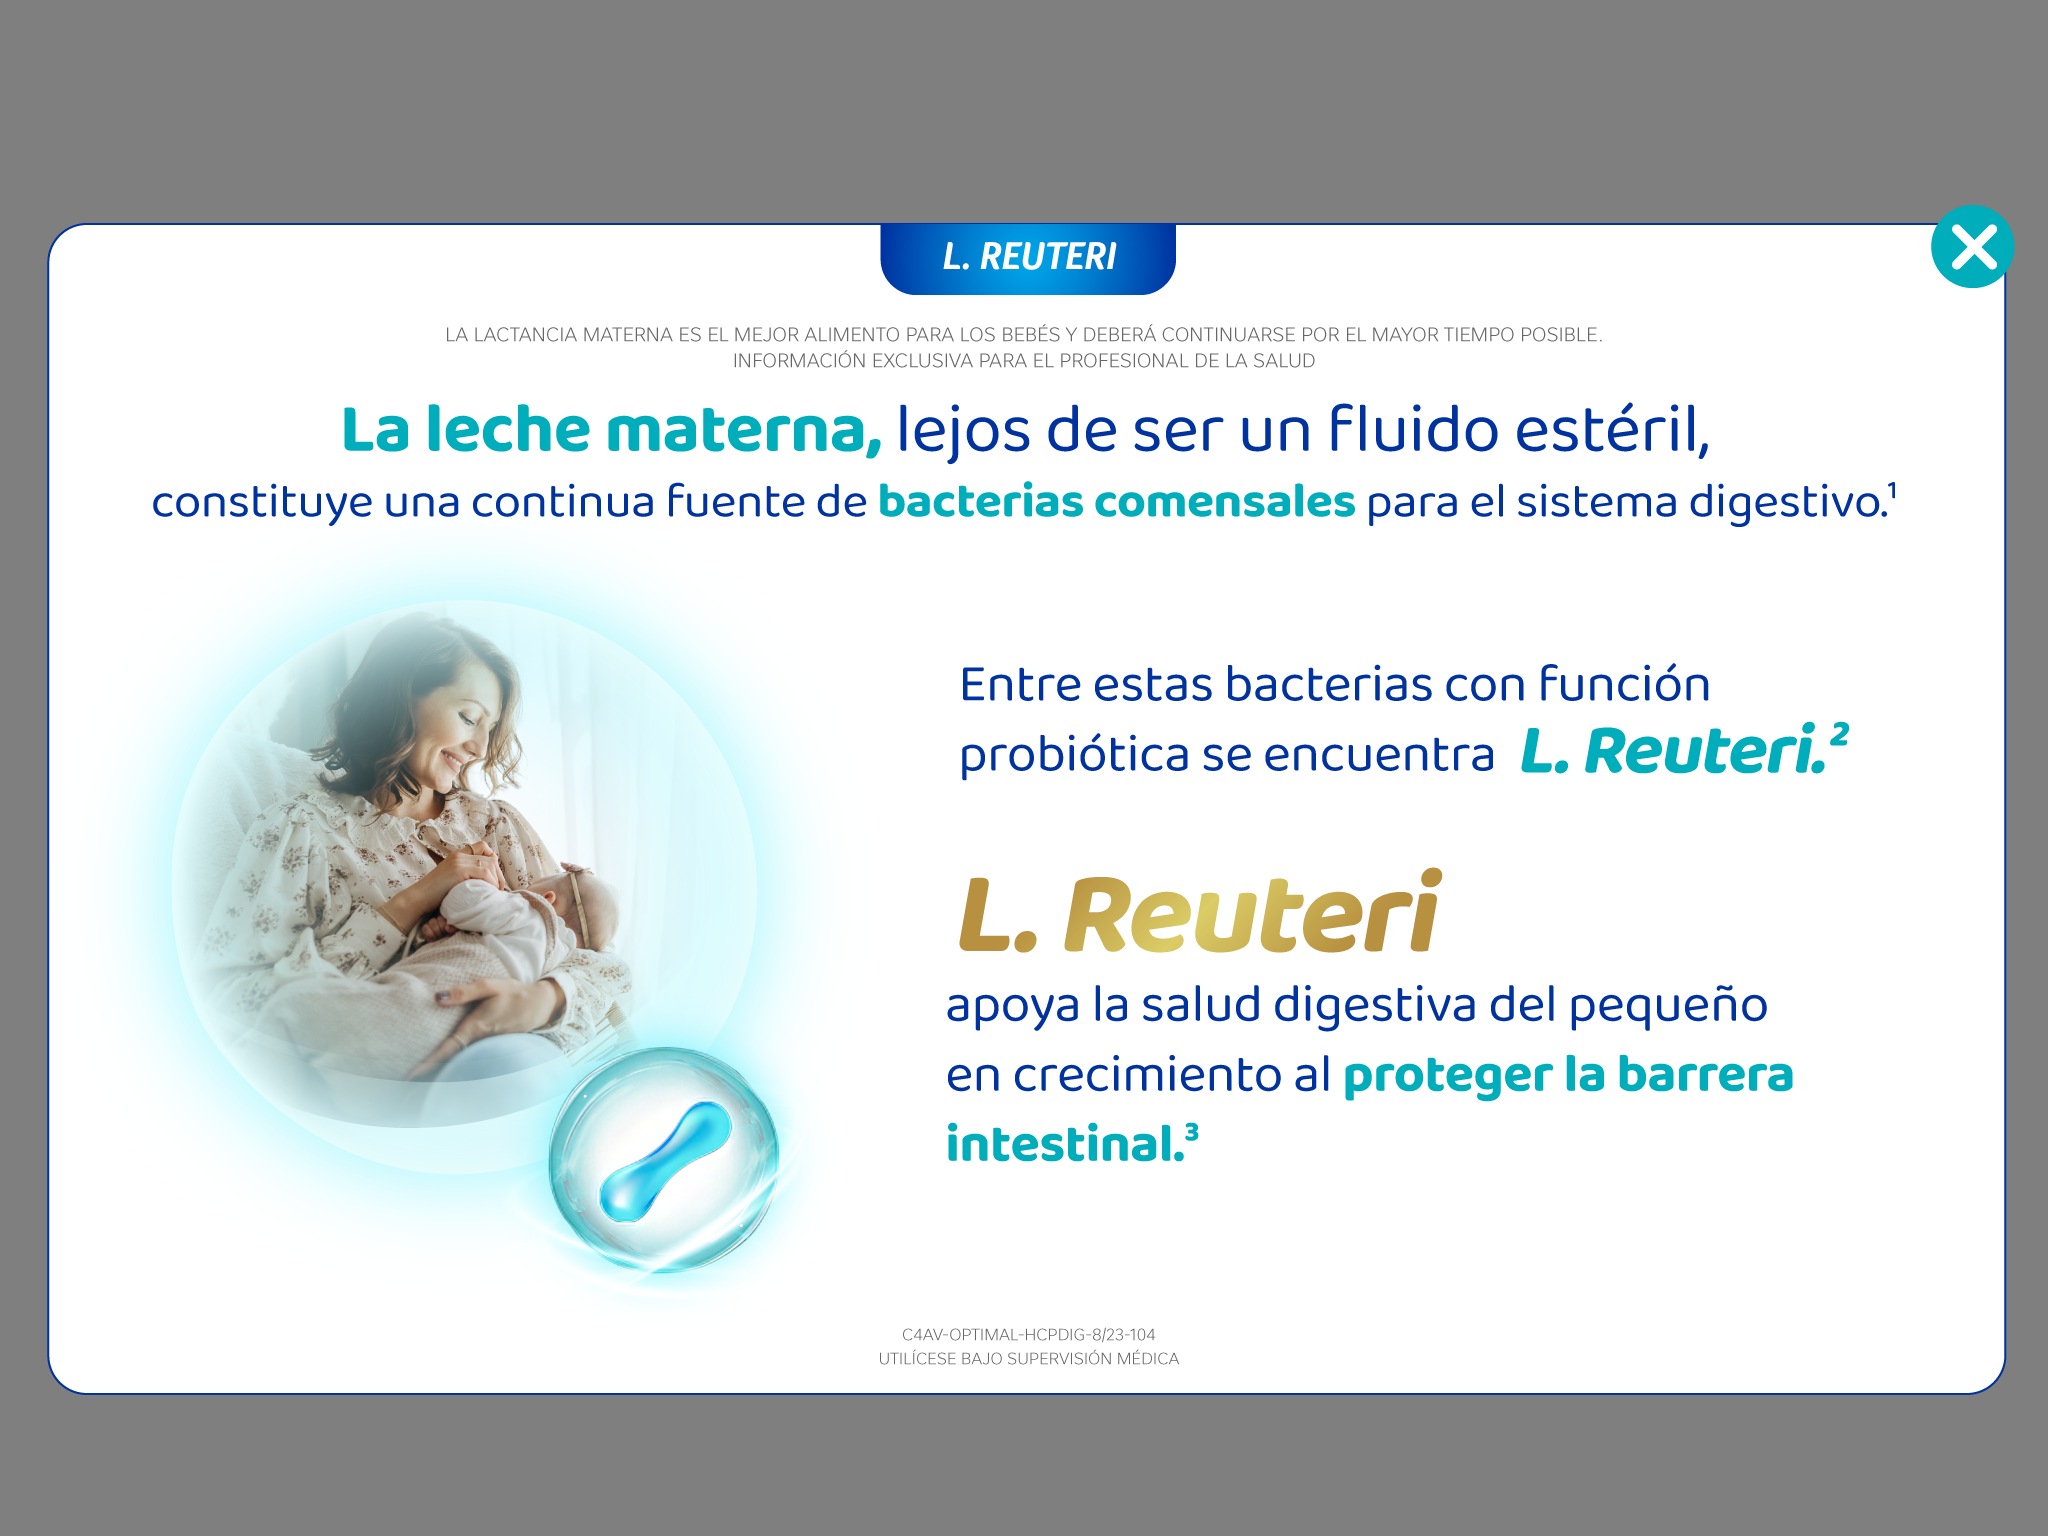 L. REUTERI
LA LACTANCIA MATERNA ES EL MEJOR ALIMENTO PARA LOS BEBÉS Y DEBERÁ CONTINUARSE POR EL MAYOR TIEMPO POSIBLE.
INFORMACIÓN EXCLUSIVA PARA EL PROFESIONAL DE LA SALUD
La leche materna, lejos de ser un fluido estéril,
constituye una continua fuente de bacterias comensales para el sistema digestivo.¹
Entre estas bacterias con función
probiótica se encuentra L. Reuteri.²
L. Reuteri
apoya la salud digestiva del pequeño
en crecimiento al proteger la barrera
intestinal.³
C4AV-OPTIMAL-HCPDIG-8/23-104
UTILÍCESE BAJO SUPERVISIÓN MÉDICA